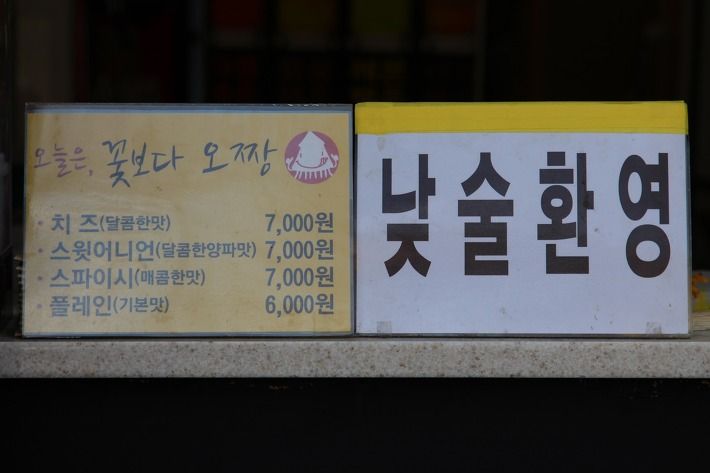 오늘은, 꽃보다 오짱
· 치 즈(달콤한맛) 7,000원
· 스윗어니언(달콤한양파맛) 7,000원
· 스파이시(매콤한맛) 7,000원
· 플레인(기본맛) 6,000원
낮술환영